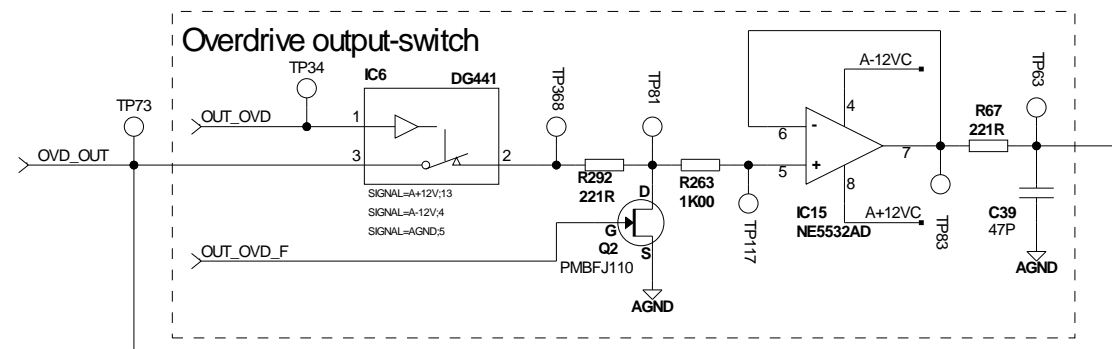 Overdrive output-switch
TP34
IC6
DG441
TP73
OUT_OVD
1
OVD_OUT
3
2
SIGNAL=A+12V;13
SIGNAL=A-12V;4
SIGNAL=AGND;5
TP368
R292
221R
TP81
D
G
Q2
S
PMBFJ110
OUT_OVD_F
AGND
R263
1K00
TP117
A-12VC
4
6
-
+
5
7
8
IC15
NE5532AD
A+12VC
TP83
R67
221R
TP63
C39
47P
AGND